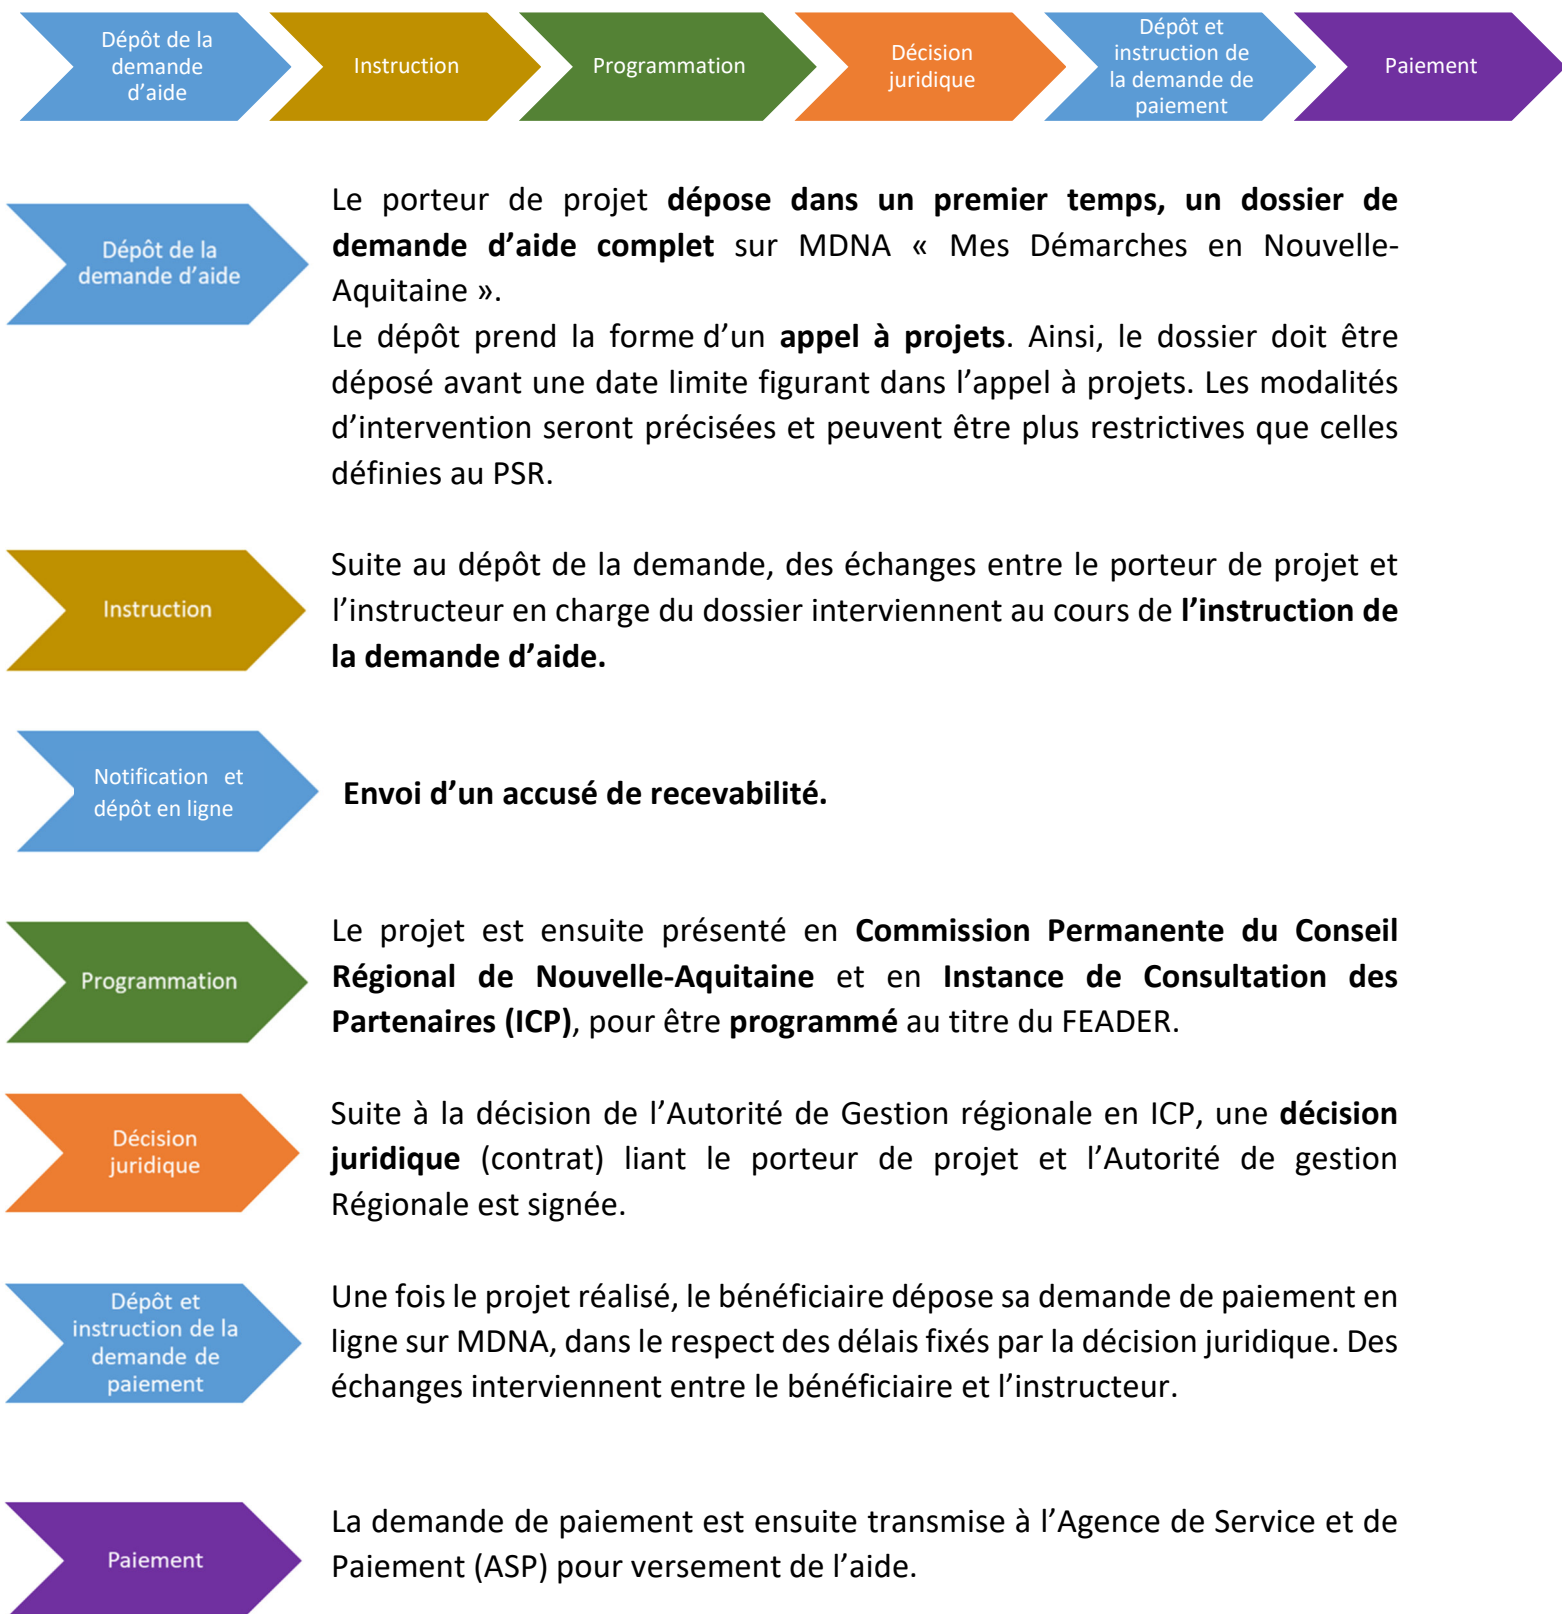 Dépôt de la
demande
d’aide
Instruction
Programmation
Décision
juridique
Dépôt et
instruction de
la demande de
paiement
Paiement
Dépôt de la
demande d’aide
Le porteur de projet dépose dans un premier temps, un dossier de
demande d’aide complet sur MDNA « Mes Démarches en Nouvelle-
Aquitaine ».
Le dépôt prend la forme d’un appel à projets. Ainsi, le dossier doit être
déposé avant une date limite figurant dans l’appel à projets. Les modalités
d’intervention seront précisées et peuvent être plus restrictives que celles
définies au PSR.
Instruction
Suite au dépôt de la demande, des échanges entre le porteur de projet et
l’instructeur en charge du dossier interviennent au cours de l’instruction de
la demande d’aide.
Notification et
dépôt en ligne
Envoi d’un accusé de recevabilité.
Programmation
Le projet est ensuite présenté en Commission Permanente du Conseil
Régional de Nouvelle-Aquitaine et en Instance de Consultation des
Partenaires (ICP), pour être programmé au titre du FEADER.
Décision
juridique
Suite à la décision de l’Autorité de Gestion régionale en ICP, une décision
juridique (contrat) liant le porteur de projet et l’Autorité de gestion
Régionale est signée.
Dépôt et
instruction de la
demande de
paiement
Une fois le projet réalisé, le bénéficiaire dépose sa demande de paiement en
ligne sur MDNA, dans le respect des délais fixés par la décision juridique. Des
échanges interviennent entre le bénéficiaire et l’instructeur.
Paiement
La demande de paiement est ensuite transmise à l’Agence de Service et de
Paiement (ASP) pour versement de l’aide.